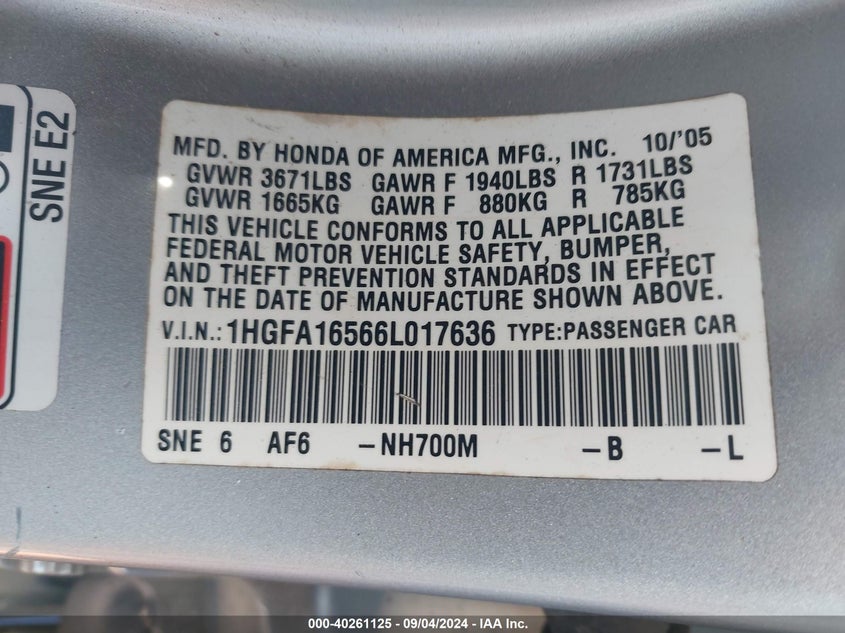 SNE E2
MFD. BY HONDA OF AMERICA MFG., INC. 10/'05
GVWR 3671LBS GAWR F 1940LBS R 1731LBS
GVWR 1665KG GAWR F 880KG R 785KG
THIS VEHICLE CONFORMS TO ALL APPLICABLE
FEDERAL MOTOR VEHICLE SAFETY, BUMPER,
AND THEFT PREVENTION STANDARDS IN EFFECT
ON THE DATE OF MANUFACTURE SHOWN ABOVE.
V.I.N.: 1HGFA16566L017636 TYPE:PASSENGER CAR
SNE 6 AF6 -NH700M -B -L
000-40261125 - 09/04/2024 - IAA Inc.